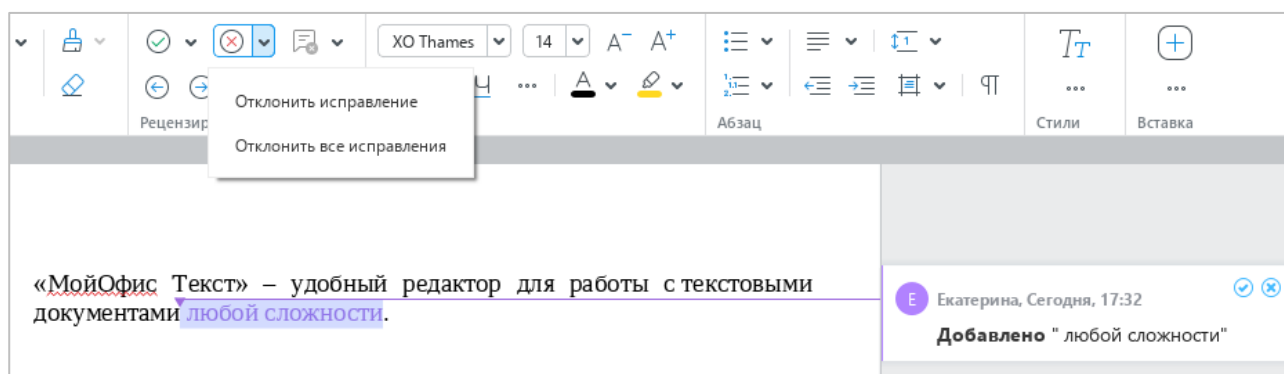 XO Thames 14 A⁻ A⁺ Tт
Ч ••• A ¶ ••• •••
Рецензир Абзац Стили Вставка
Отклонить исправление
Отклонить все исправления
«МойОфис Текст» – удобный редактор для работы с текстовыми
документами любой сложности.
Е Екатерина, Сегодня, 17:32
Добавлено " любой сложности"